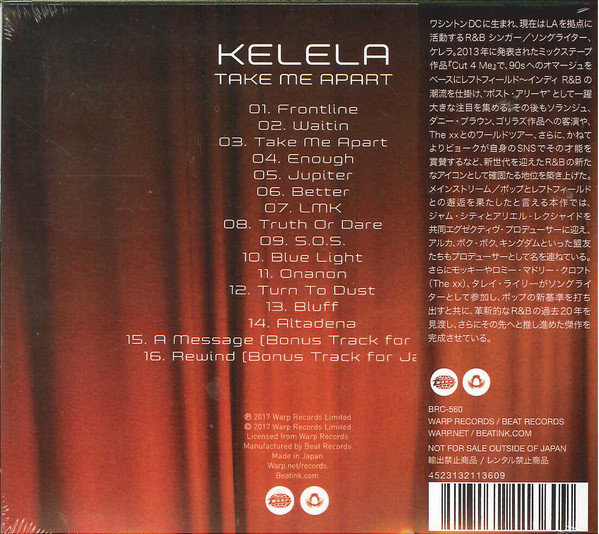 KELELA
TAKE ME APART
01. Frontline
02. Waitin
03. Take Me Apart
04. Enough
05. Jupiter
06. Better
07. LMK
08. Truth Or Dare
09. S.O.S.
10. Blue Light
11. Onanon
12. Turn To Dust
13. Bluff
14. Altadena
15. A Message (Bonus Track for
16. Rewind (Bonus Track for Ja
℗ 2017 Warp Records Limited
© 2017 Warp Records Limited
Licensed from Warp Records
Manufactured by Beat Records
Made in Japan
Warp.net/records
Beatink.com
ワシントンDCに生まれ、現在はLAを拠点に
活動するR&B シンガー／ソングライター、
ケレラ。2013年に発表されたミックステープ
作品『Cut 4 Me』で、90sへのオマージュを
ベースにレフトフィールド〜インディ R&B の
潮流を仕掛け、“ポスト・アリーヤ” として一躍
大きな注目を集める。その後もソランジュ、
ダニー・ブラウン、ゴリラズ作品への客演や、
The xxとのワールドツアー、さらに、かねて
よりビョークが自身のSNSでその才能を
賞賛するなど、新世代を迎えたR&Bの新た
なアイコンとして確固たる地位を築き上げた。
メインストリーム／ポップとレフトフィールド
との邂逅を果たしたと言える本作では、
ジャム・シティとアリエル・レクシャイドを
共同エグゼクティヴ・プロデューサーに迎え、
アルカ、ボク・ボク、キングダムといった盟友
たちもプロデューサーとして名を連ねている。
さらにモッキーやロミー・マドリー・クロフト
(The xx)、タレイ・ライリーがソングライ
ターとして参加し、ポップの新基準を打ち
出すと共に、革新的なR&Bの過去20年を
見渡し、さらにその先へと推し進めた傑作を
完成させている。
BRC-560
WARP RECORDS / BEAT RECORDS
WARP.NET / BEATINK.COM
NOT FOR SALE OUTSIDE OF JAPAN
輸出禁止商品 / レンタル禁止商品
4523132113609